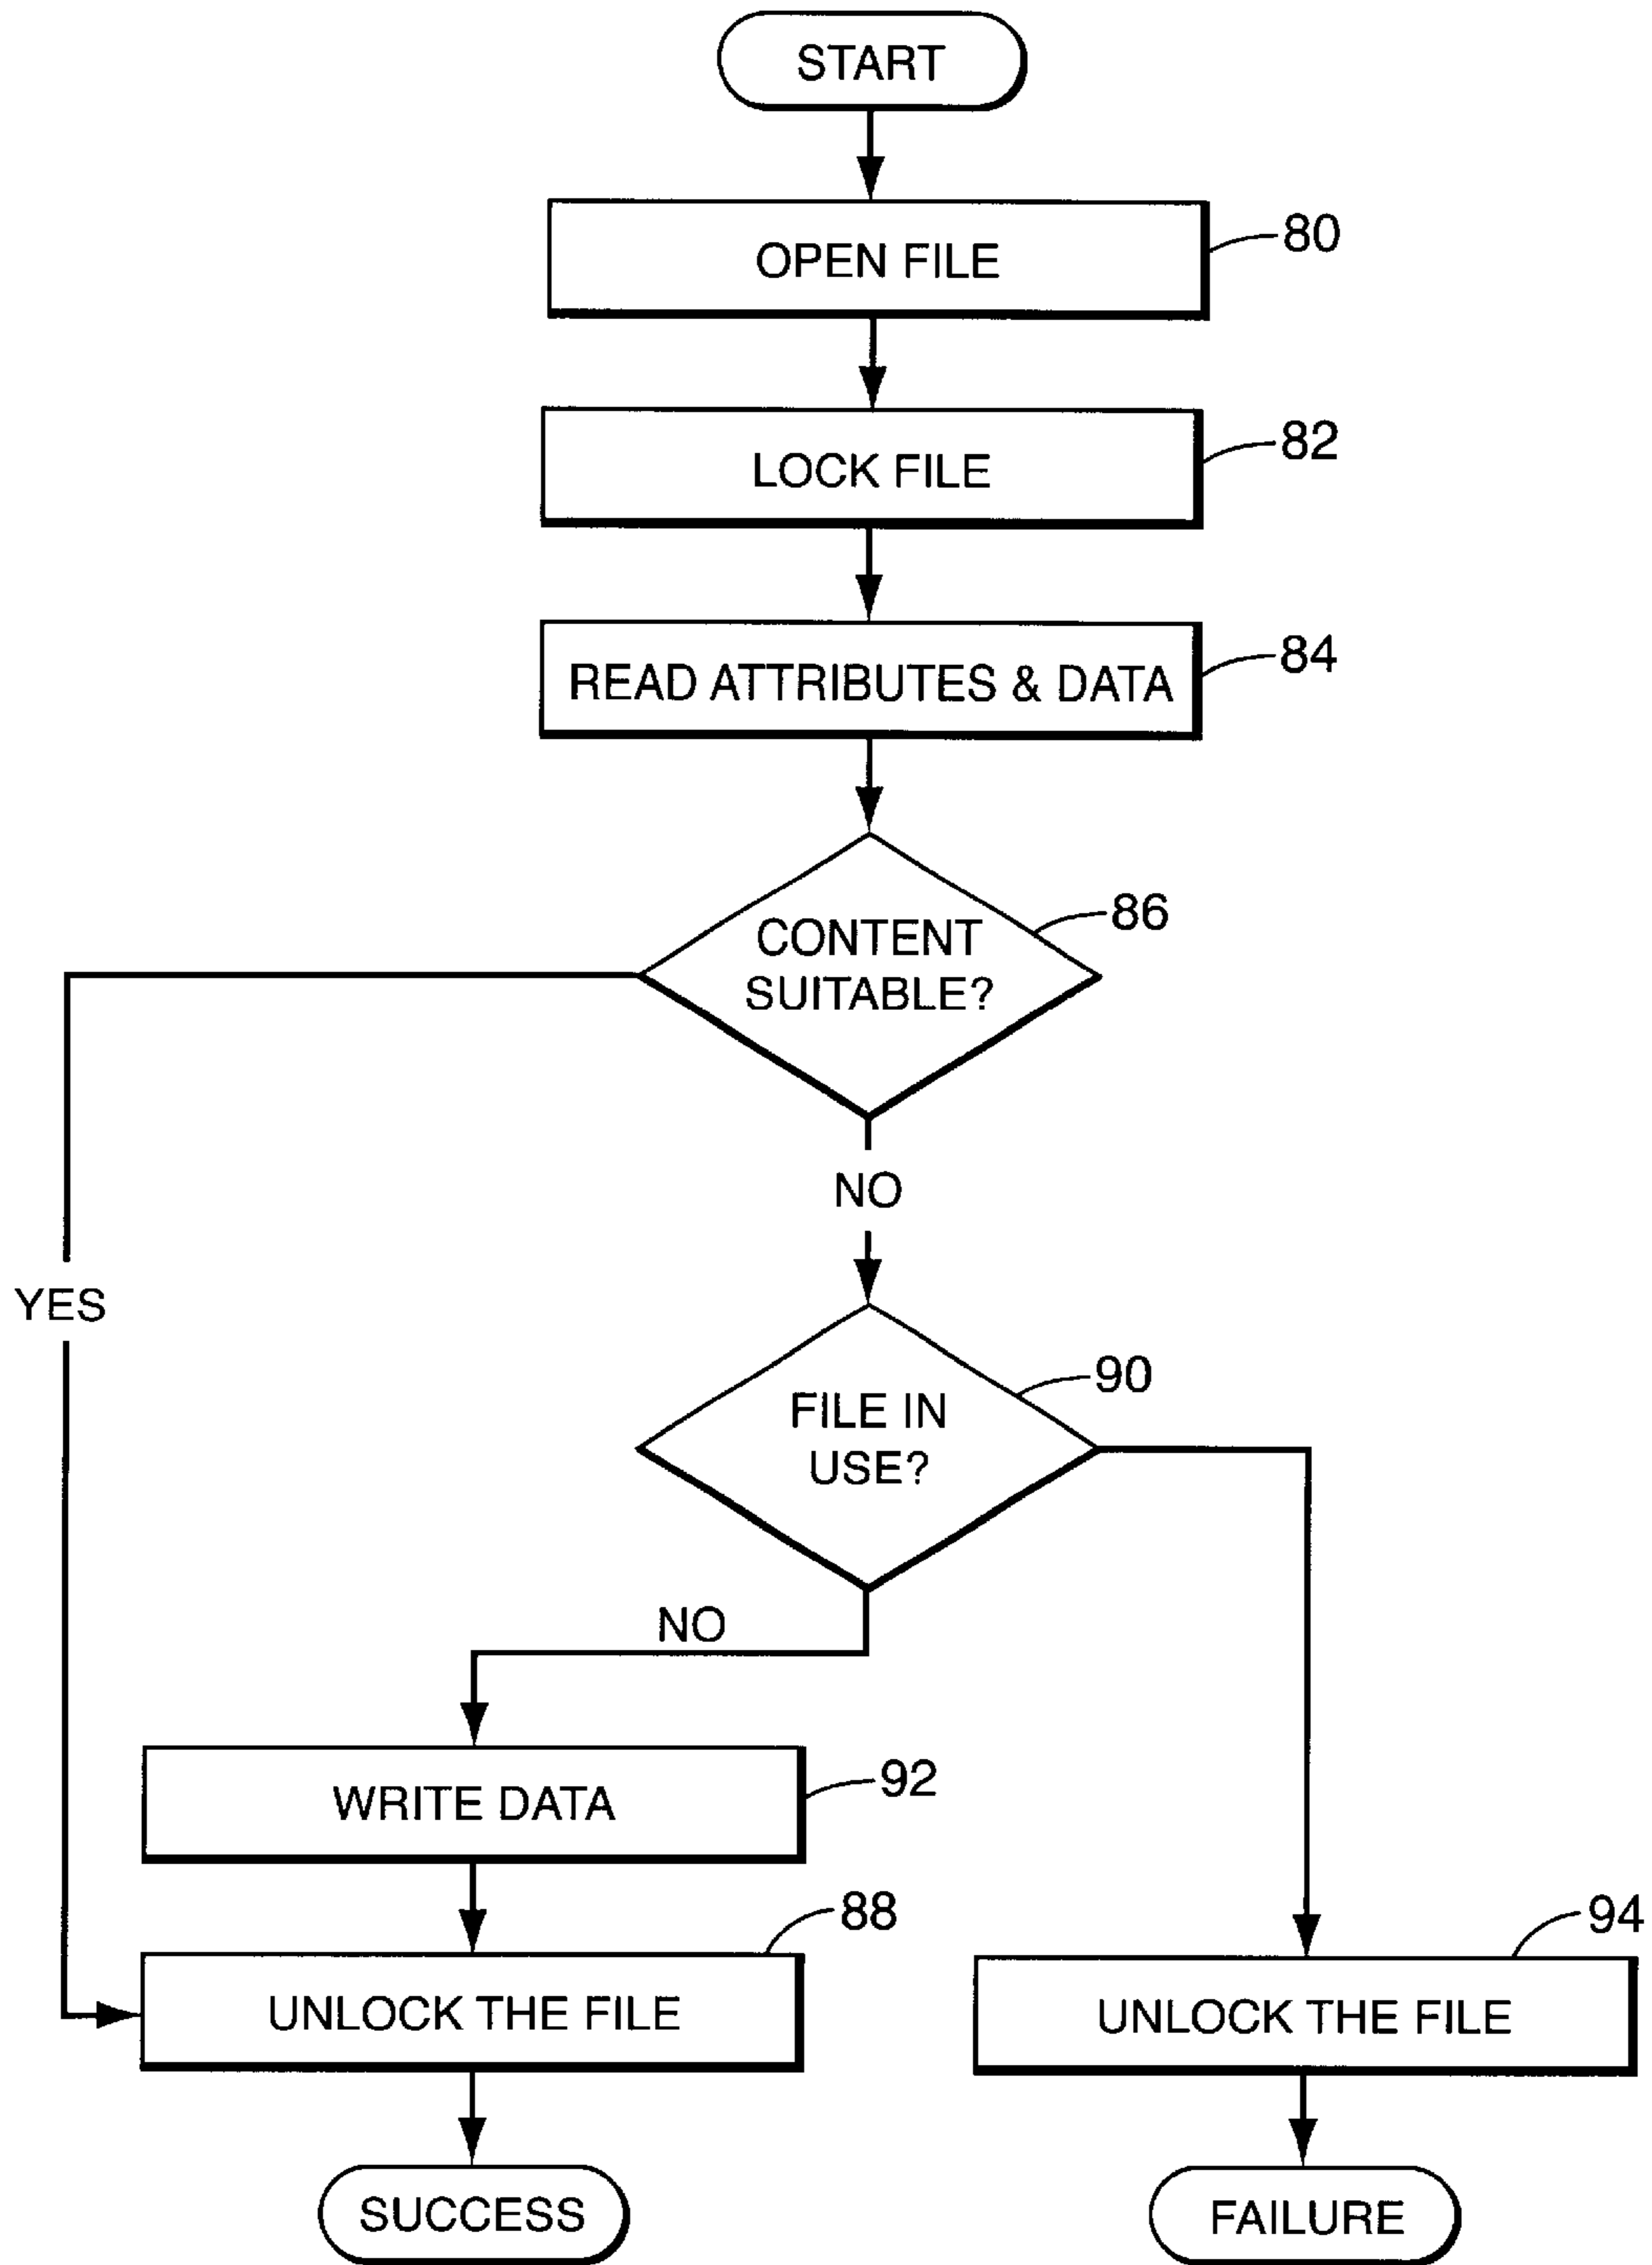 START
OPEN FILE
80
LOCK FILE
82
READ ATTRIBUTES & DATA
84
CONTENT
SUITABLE?
86
NO
YES
FILE IN
USE?
90
NO
WRITE DATA
92
UNLOCK THE FILE
88
UNLOCK THE FILE
94
SUCCESS
FAILURE